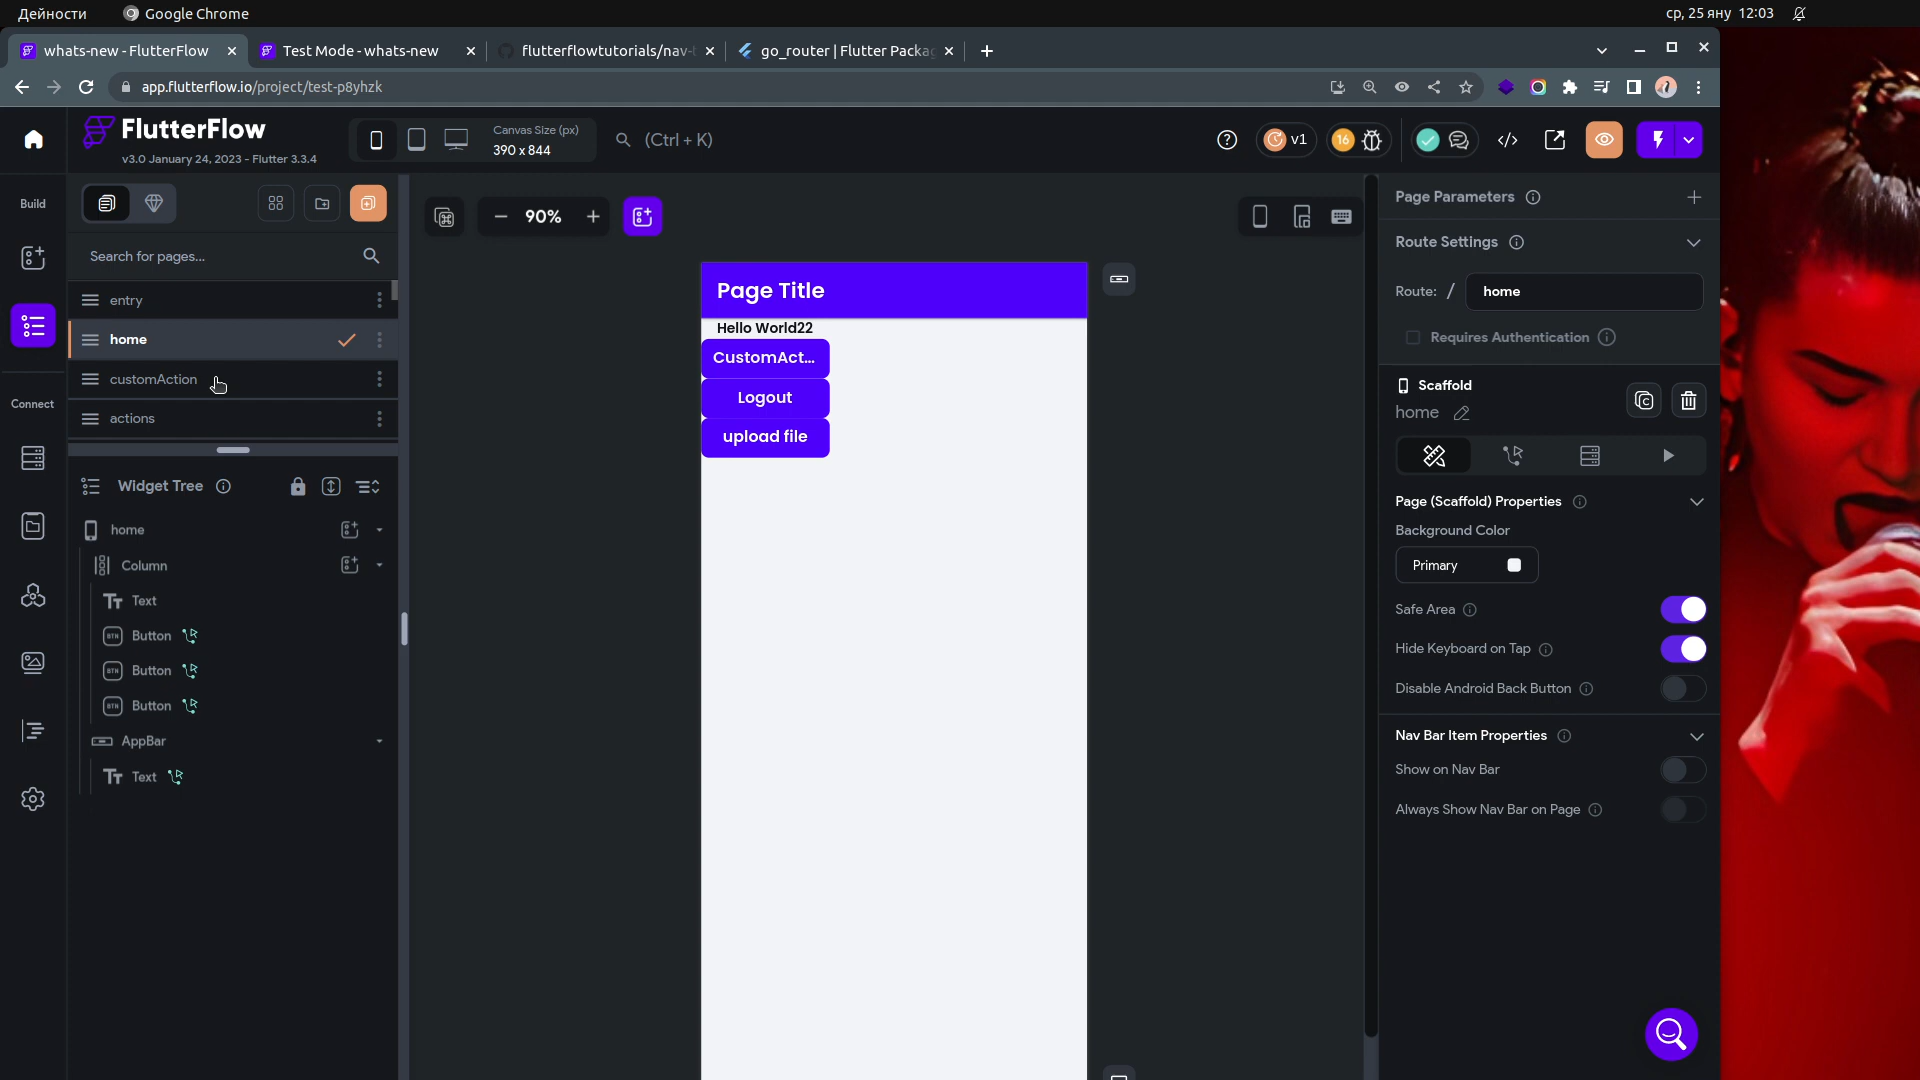 Дейности
Google Chrome
ср, 25 яну 12:03
whats-new - FlutterFlow
Test Mode - whats-new
flutterflowtutorials/nav-b
go_router | Flutter Packag
app.flutterflow.io/project/test-p8yhzk
FlutterFlow
v3.0 January 24, 2023 - Flutter 3.3.4
Canvas Size (px)
390 x 844
(Ctrl + K)
v1
16
Build
Connect
Search for pages...
entry
home
customAction
actions
Widget Tree
home
Column
Text
Button
Button
Button
AppBar
Text
90%
Page Title
Hello World22
CustomAct...
Logout
upload file
Page Parameters
Route Settings
Route: /
home
Requires Authentication
Scaffold
home
Page (Scaffold) Properties
Background Color
Primary
Safe Area
Hide Keyboard on Tap
Disable Android Back Button
Nav Bar Item Properties
Show on Nav Bar
Always Show Nav Bar on Page